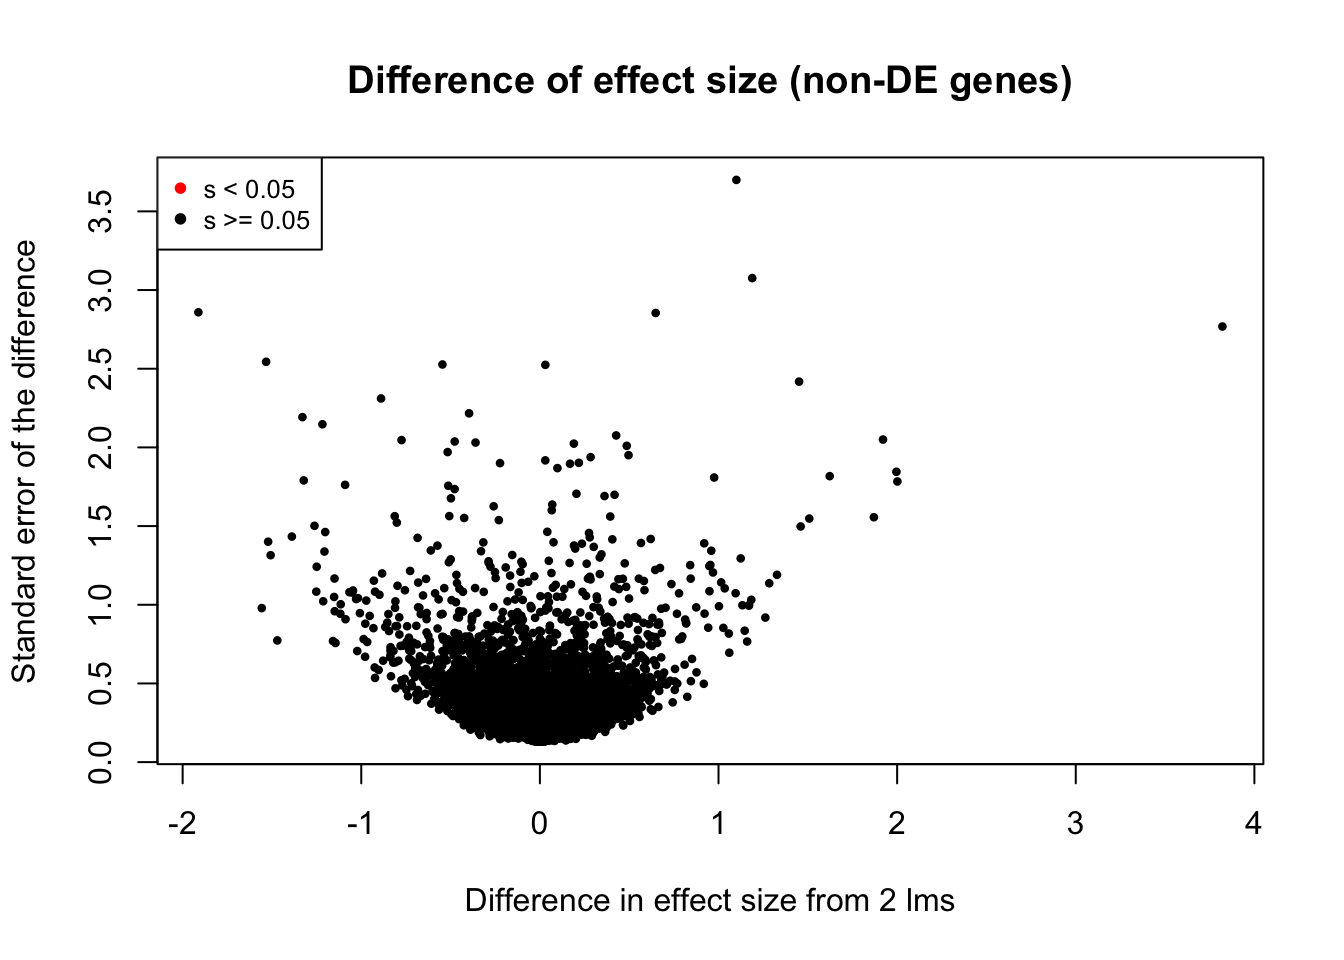 Difference of effect size (non-DE genes)
s < 0.05
s >= 0.05
Standard error of the difference
3.5
3.0
2.5
2.0
1.5
1.0
0.5
0.0
-2 -1 0 1 2 3 4
Difference in effect size from 2 lms